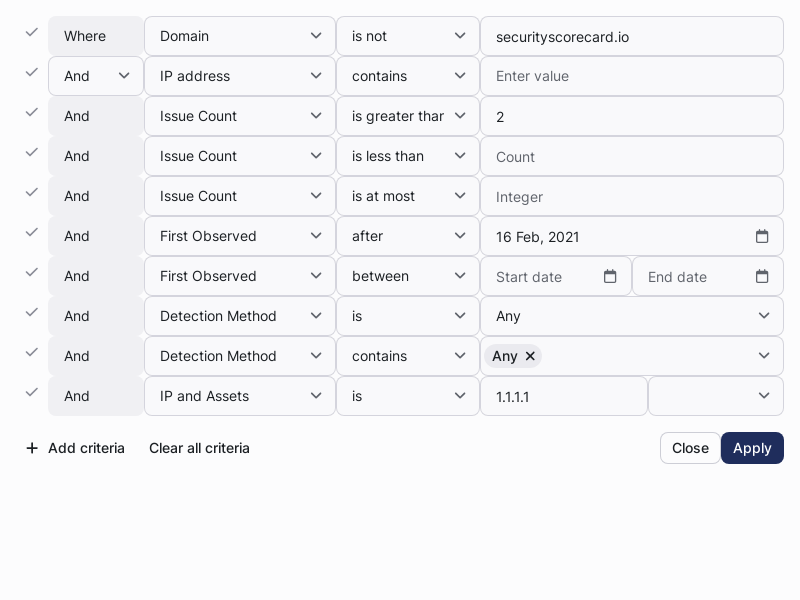 Where Domain is not securityscorecard.io
And IP address contains Enter value
And Issue Count is greater than 2
And Issue Count is less than Count
And Issue Count is at most Integer
And First Observed after 16 Feb, 2021
And First Observed between Start date End date
And Detection Method is Any
And Detection Method contains Any
And IP and Assets is 1.1.1.1
Add criteria Clear all criteria Close Apply